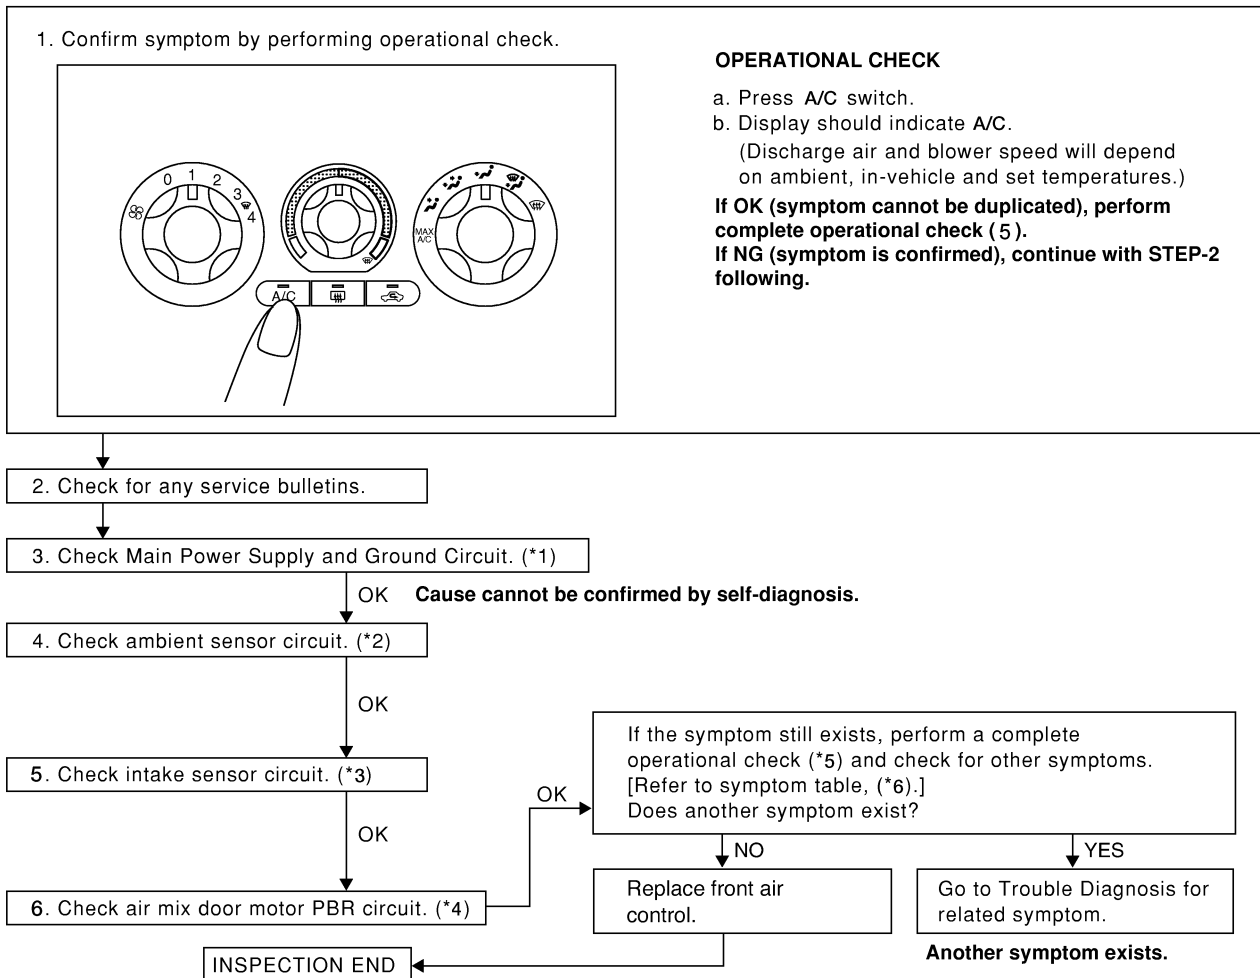 1. Confirm symptom by performing operational check.
0 1 2 3 4
MAX
A/C
A/C
OPERATIONAL CHECK
a. Press A/C switch.
b. Display should indicate A/C.
(Discharge air and blower speed will depend
on ambient, in-vehicle and set temperatures.)
If OK (symptom cannot be duplicated), perform
complete operational check (5).
If NG (symptom is confirmed), continue with STEP-2
following.
2. Check for any service bulletins.
3. Check Main Power Supply and Ground Circuit. (*1)
OK
Cause cannot be confirmed by self-diagnosis.
4. Check ambient sensor circuit. (*2)
OK
5. Check intake sensor circuit. (*3)
OK
6. Check air mix door motor PBR circuit. (*4)
OK
If the symptom still exists, perform a complete
operational check (*5) and check for other symptoms.
[Refer to symptom table, (*6).]
Does another symptom exist?
NO
YES
Replace front air
control.
Go to Trouble Diagnosis for
related symptom.
Another symptom exists.
INSPECTION END